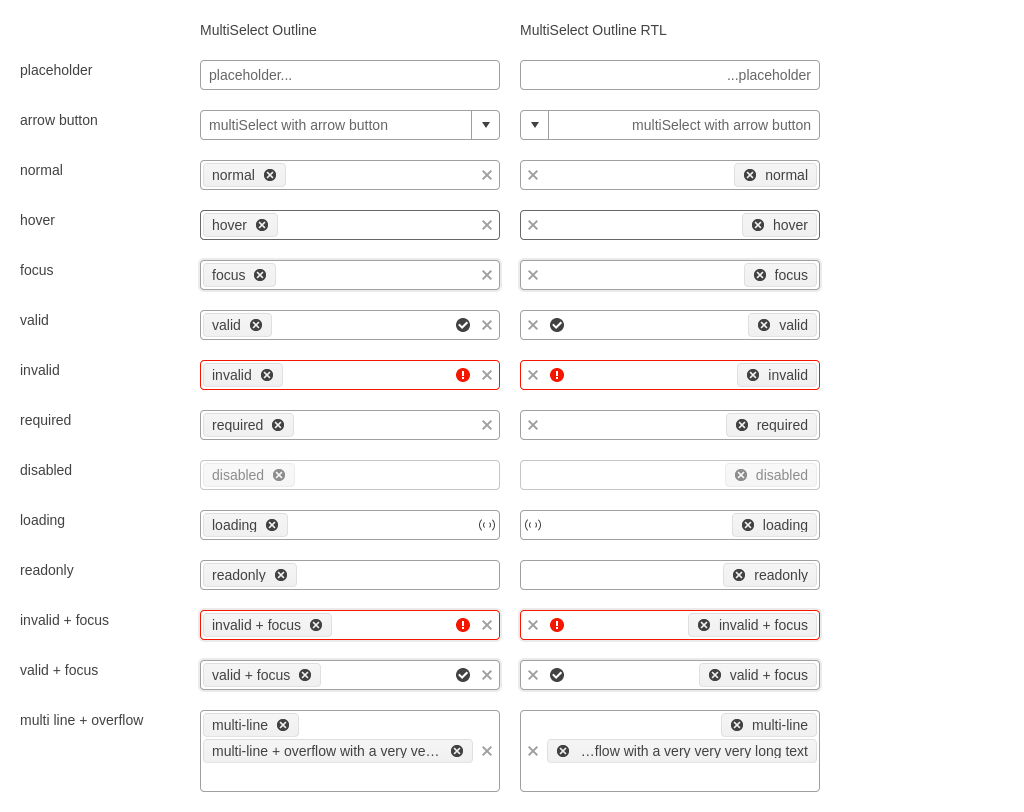 MultiSelect Outline MultiSelect Outline RTL
placeholder placeholder... ...placeholder
arrow button multiSelect with arrow button multiSelect with arrow button
normal normal normal
hover hover hover
focus focus focus
valid valid valid
invalid invalid invalid
required required required
disabled disabled disabled
loading loading loading
readonly readonly readonly
invalid + focus invalid + focus invalid + focus
valid + focus valid + focus valid + focus
multi line + overflow multi-line multi-line
multi-line + overflow with a very ve… …flow with a very very very long text